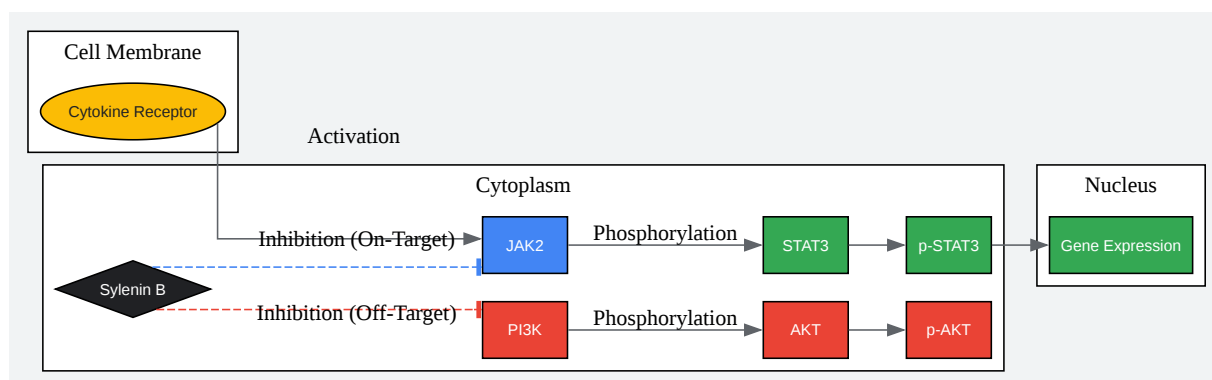 Cell Membrane
Cytokine Receptor
Activation
Cytoplasm
Nucleus
Inhibition (On-Target)
JAK2
Phosphorylation
STAT3
p-STAT3
Gene Expression
Sylenin B
Inhibition (Off-Target)
PI3K
Phosphorylation
AKT
p-AKT